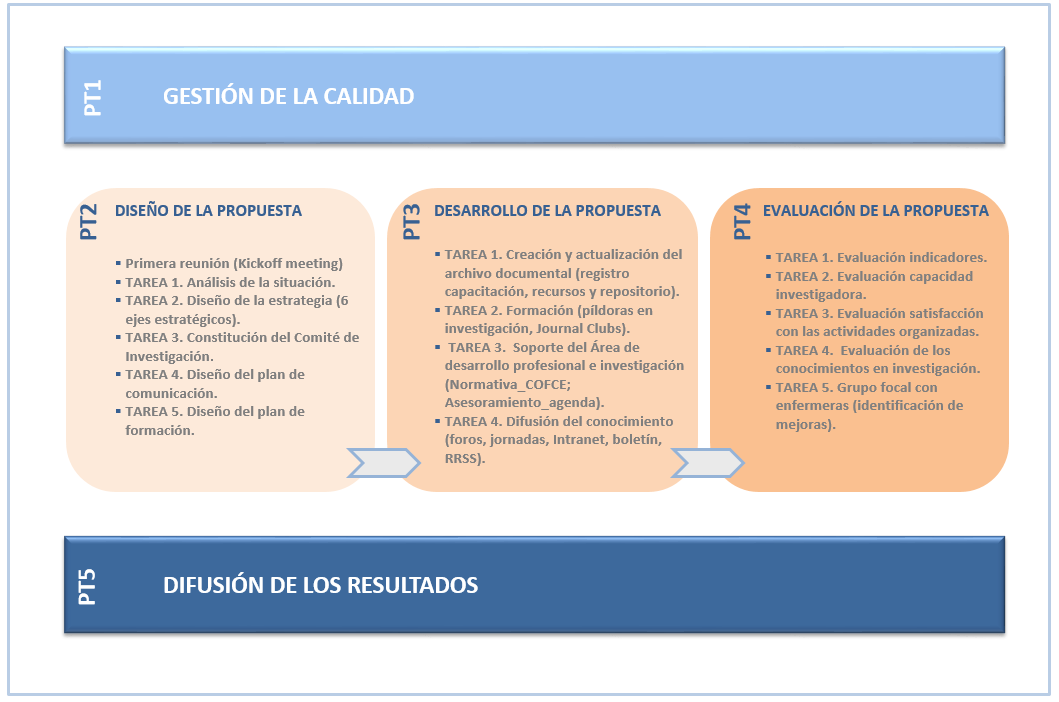 PT1
GESTIÓN DE LA CALIDAD
PT2
DISEÑO DE LA PROPUESTA
▪ Primera reunión (Kickoff meeting)
▪ TAREA 1. Análisis de la situación.
▪ TAREA 2. Diseño de la estrategia (6
ejes estratégicos).
▪ TAREA 3. Constitución del Comité de
Investigación.
▪ TAREA 4. Diseño del plan de
comunicación.
▪ TAREA 5. Diseño del plan de
formación.
PT3
DESARROLLO DE LA PROPUESTA
▪ TAREA 1. Creación y actualización del
archivo documental (registro
capacitación, recursos y repositorio).
▪ TAREA 2. Formación (píldoras en
investigación, Journal Clubs).
▪ TAREA 3. Soporte del Área de
desarrollo profesional e investigación
(Normativa_COFCE;
Asesoramiento_agenda).
▪ TAREA 4. Difusión del conocimiento
(foros, jornadas, Intranet, boletín,
RRSS).
PT4
EVALUACIÓN DE LA PROPUESTA
▪ TAREA 1. Evaluación indicadores.
▪ TAREA 2. Evaluación capacidad
investigadora.
▪ TAREA 3. Evaluación satisfacción
con las actividades organizadas.
▪ TAREA 4. Evaluación de los
conocimientos en investigación.
▪ TAREA 5. Grupo focal con
enfermeras (identificación de
mejoras).
PT5
DIFUSIÓN DE LOS RESULTADOS